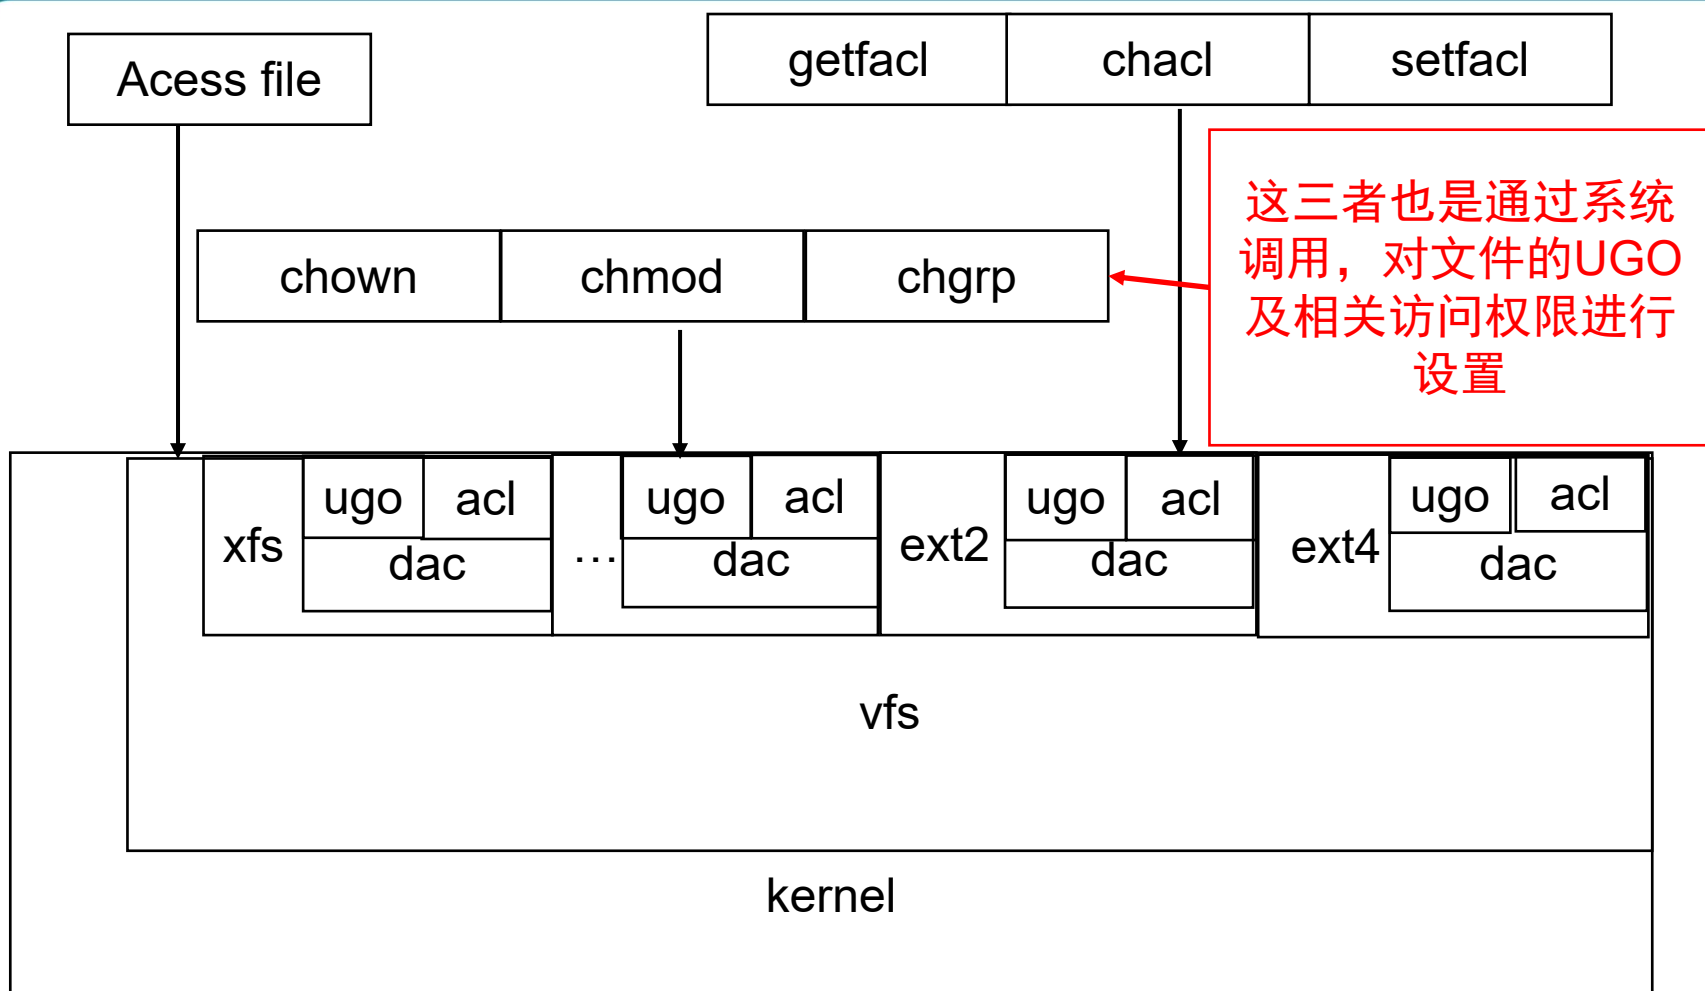 Acess file
getfacl chacl setfacl
这三者也是通过系统
调用，对文件的UGO
及相关访问权限进行
设置
chown chmod chgrp
xfs ugo acl dac
... ugo acl dac
ext2 ugo acl dac
ext4 ugo acl dac
vfs
kernel